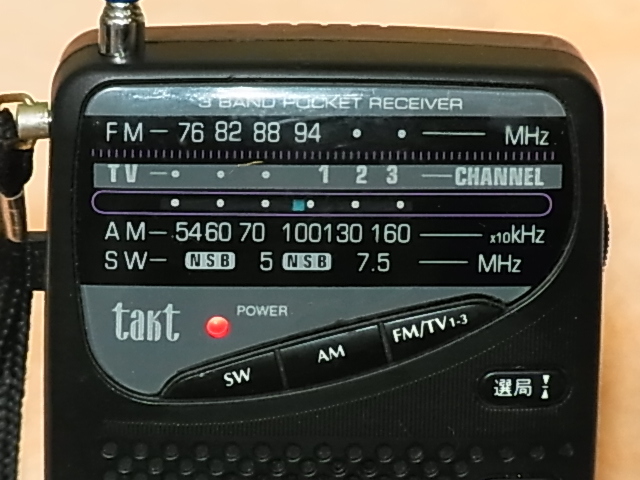 3 BAND POCKET RECEIVER
FM — 76 82 88 94 • • —— MHz
TV — • • • 1 2 3 — CHANNEL
AM — 54 60 70 100 130 160 —— x10kHz
SW — NSB 5 NSB 7.5 —— MHz
takt
POWER
SW
AM
FM/TV1-3
選局